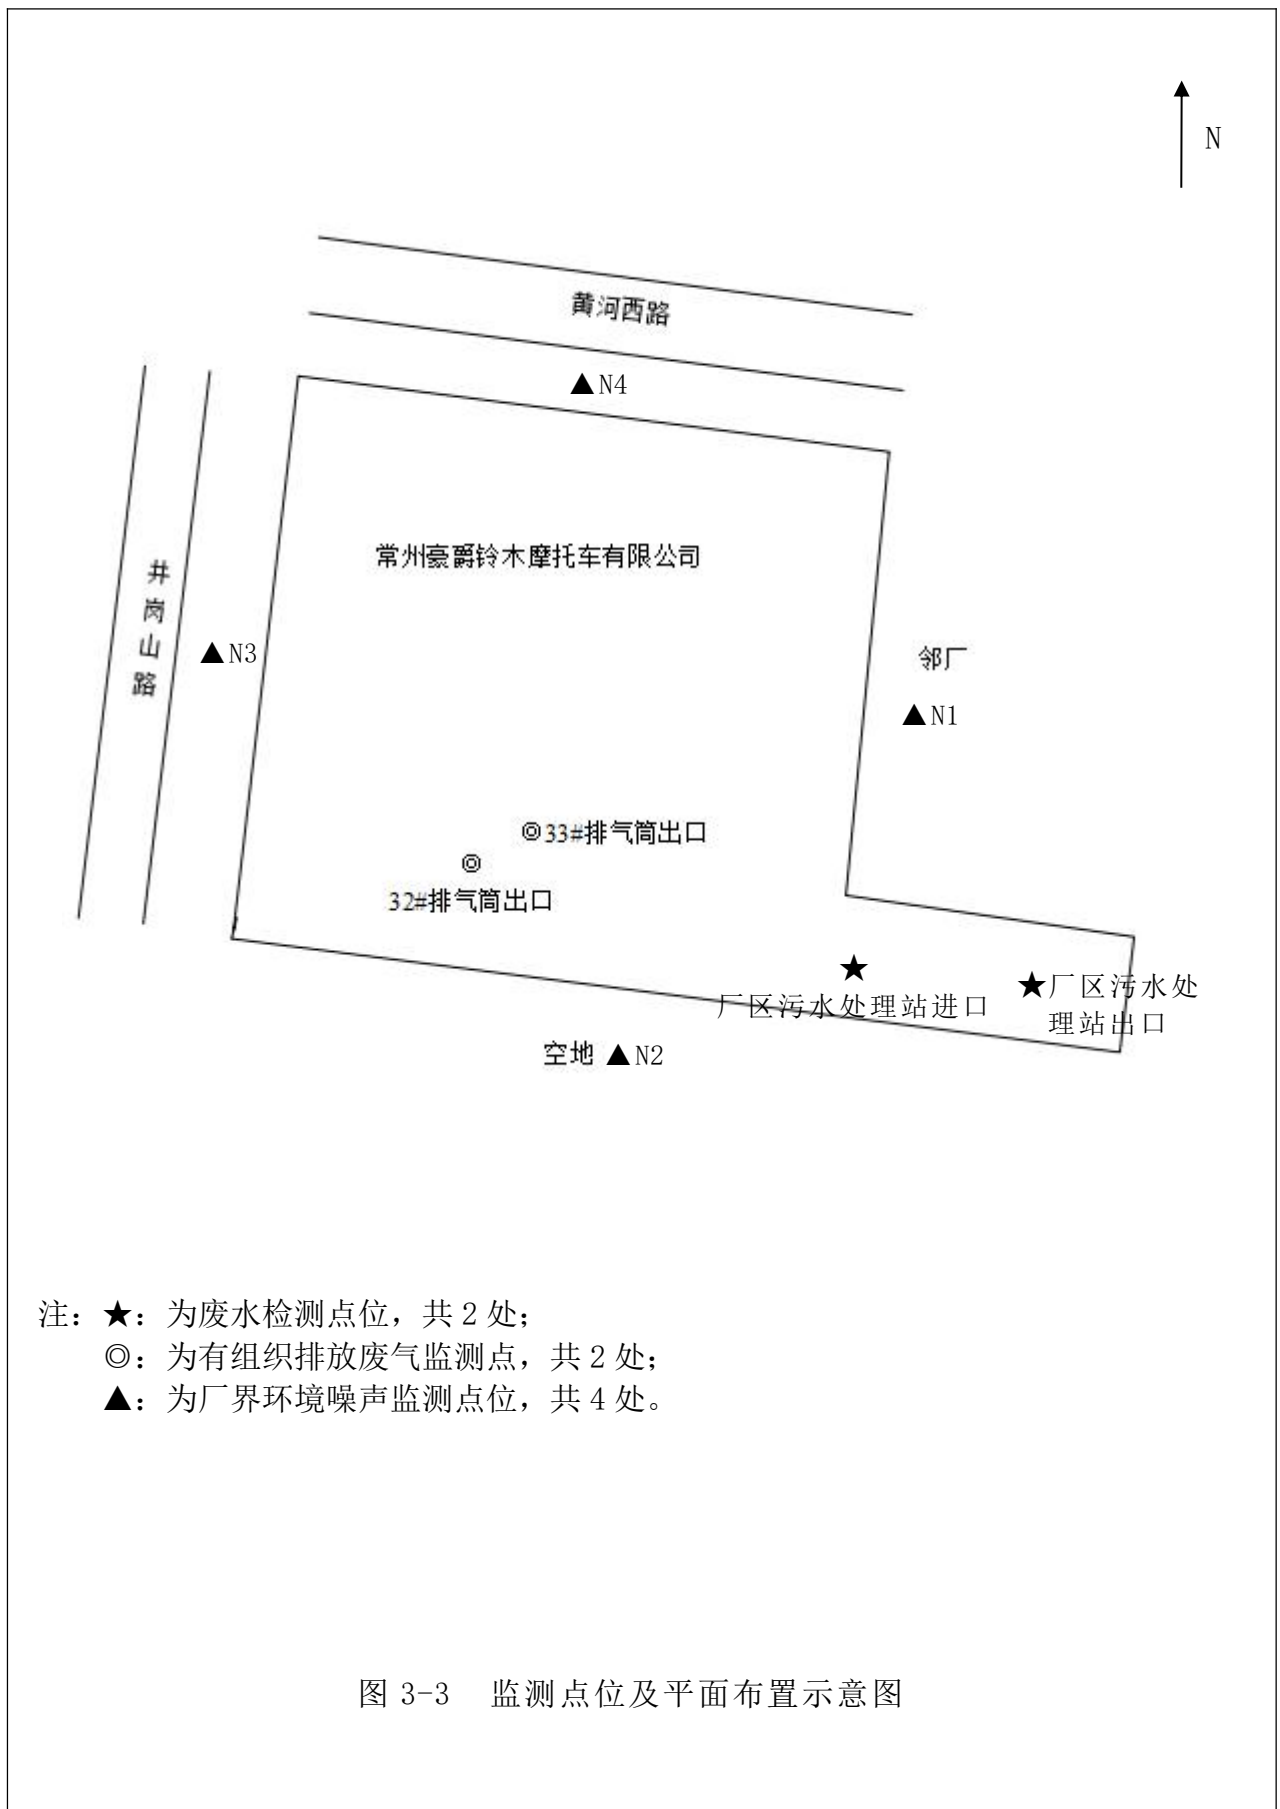 N
黄河西路
▲N4
常州豪爵铃木摩托车有限公司
井岗山路
▲N3
邻厂
▲N1
◎33#排气筒出口
◎
32#排气筒出口
★
厂区污水处理站进口
★厂区污水处
理站出口
空地 ▲N2
注：★：为废水检测点位，共 2 处；
◎：为有组织排放废气监测点，共 2 处；
▲：为厂界环境噪声监测点位，共 4 处。
图 3-3 监测点位及平面布置示意图